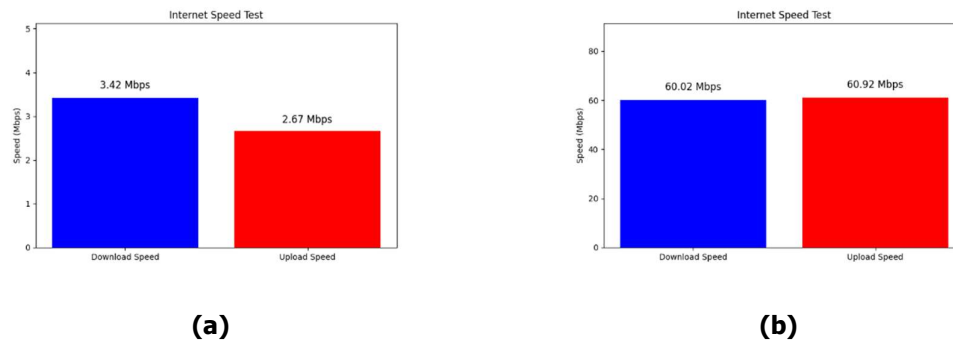 Internet Speed Test
5
4
3
2
1
0
Speed (Mbps)
3.42 Mbps
2.67 Mbps
Download Speed
Upload Speed
(a)
Internet Speed Test
80
60
40
20
0
Speed (Mbps)
60.02 Mbps
60.92 Mbps
Download Speed
Upload Speed
(b)